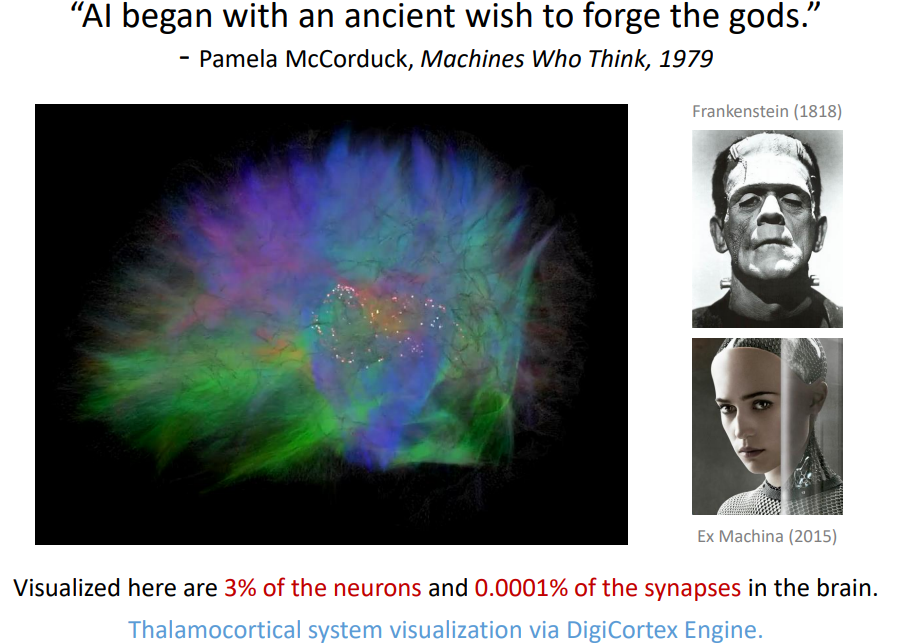 “AI began with an ancient wish to forge the gods.”
- Pamela McCorduck, Machines Who Think, 1979
Frankenstein (1818)
Ex Machina (2015)
Visualized here are 3% of the neurons and 0.0001% of the synapses in the brain.
Thalamocortical system visualization via DigiCortex Engine.